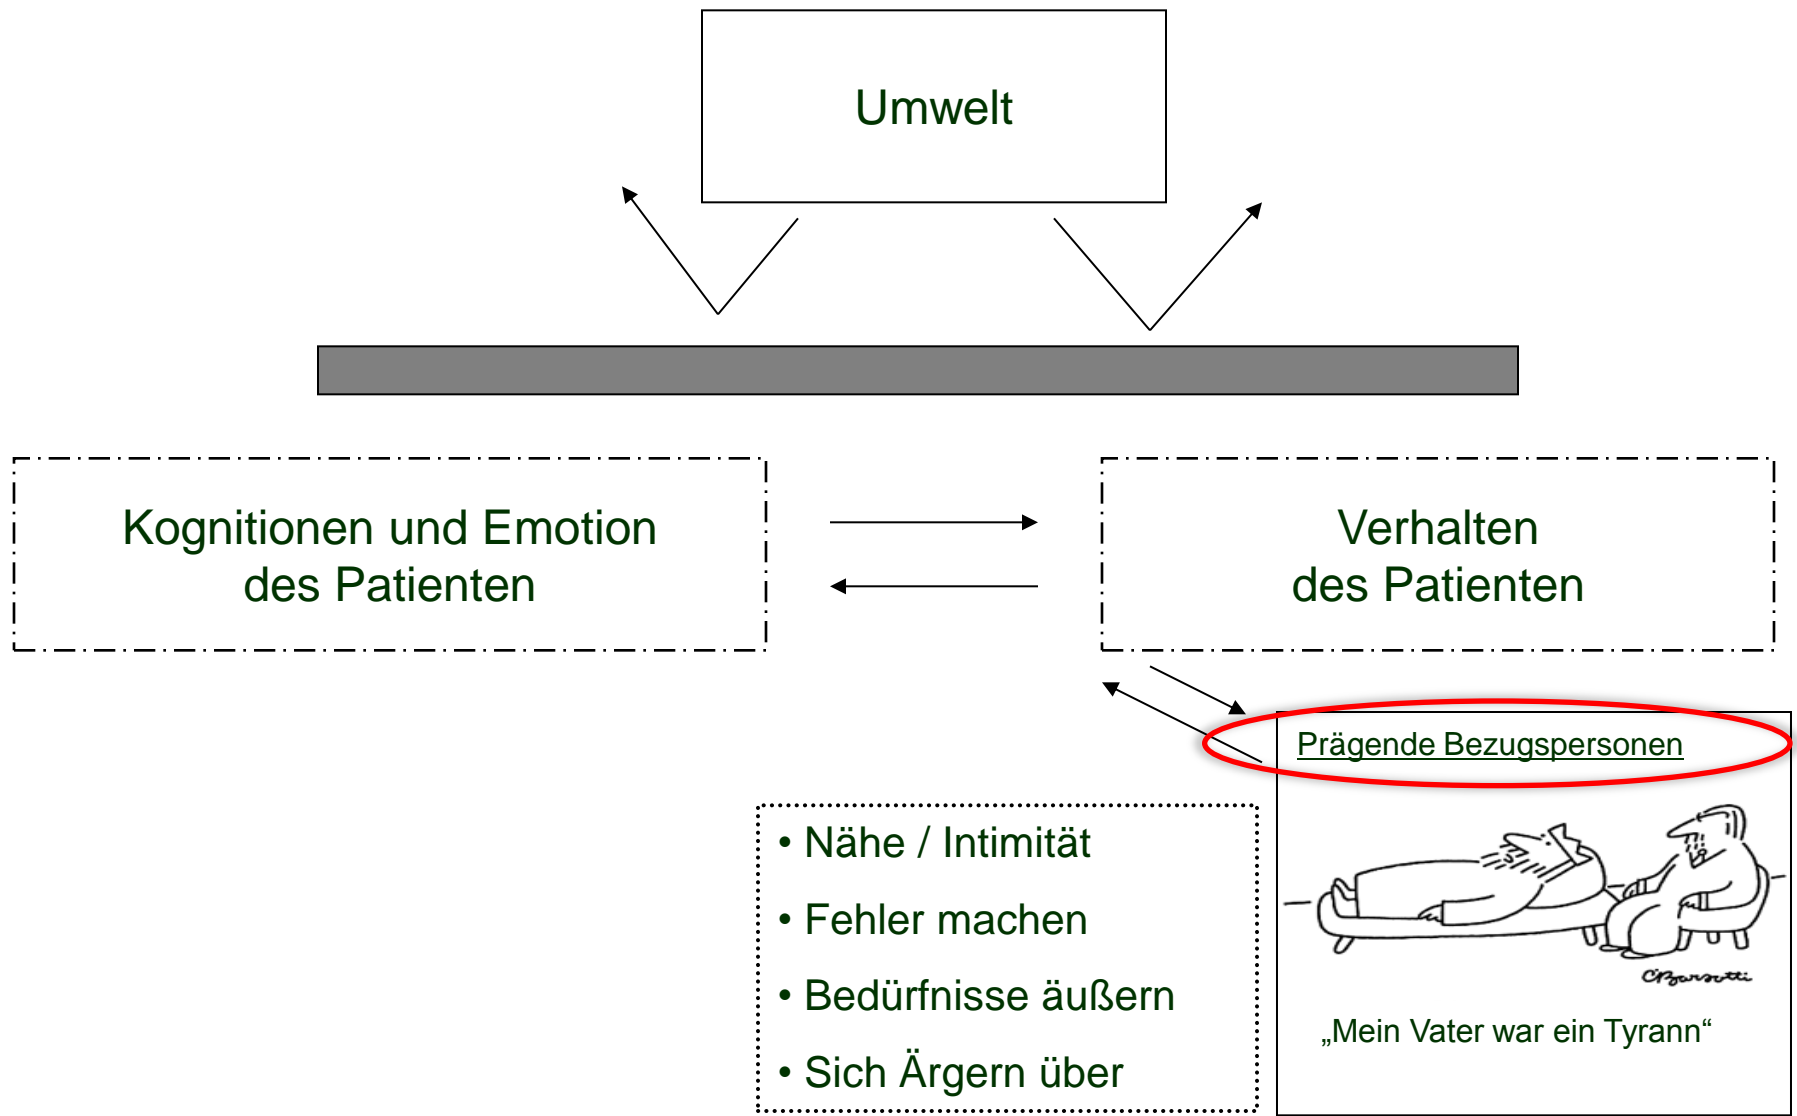 Umwelt
Kognitionen und Emotion
des Patienten
Verhalten
des Patienten
Prägende Bezugspersonen
• Nähe / Intimität
• Fehler machen
• Bedürfnisse äußern
• Sich Ärgern über
CBarsotti
„Mein Vater war ein Tyrann“